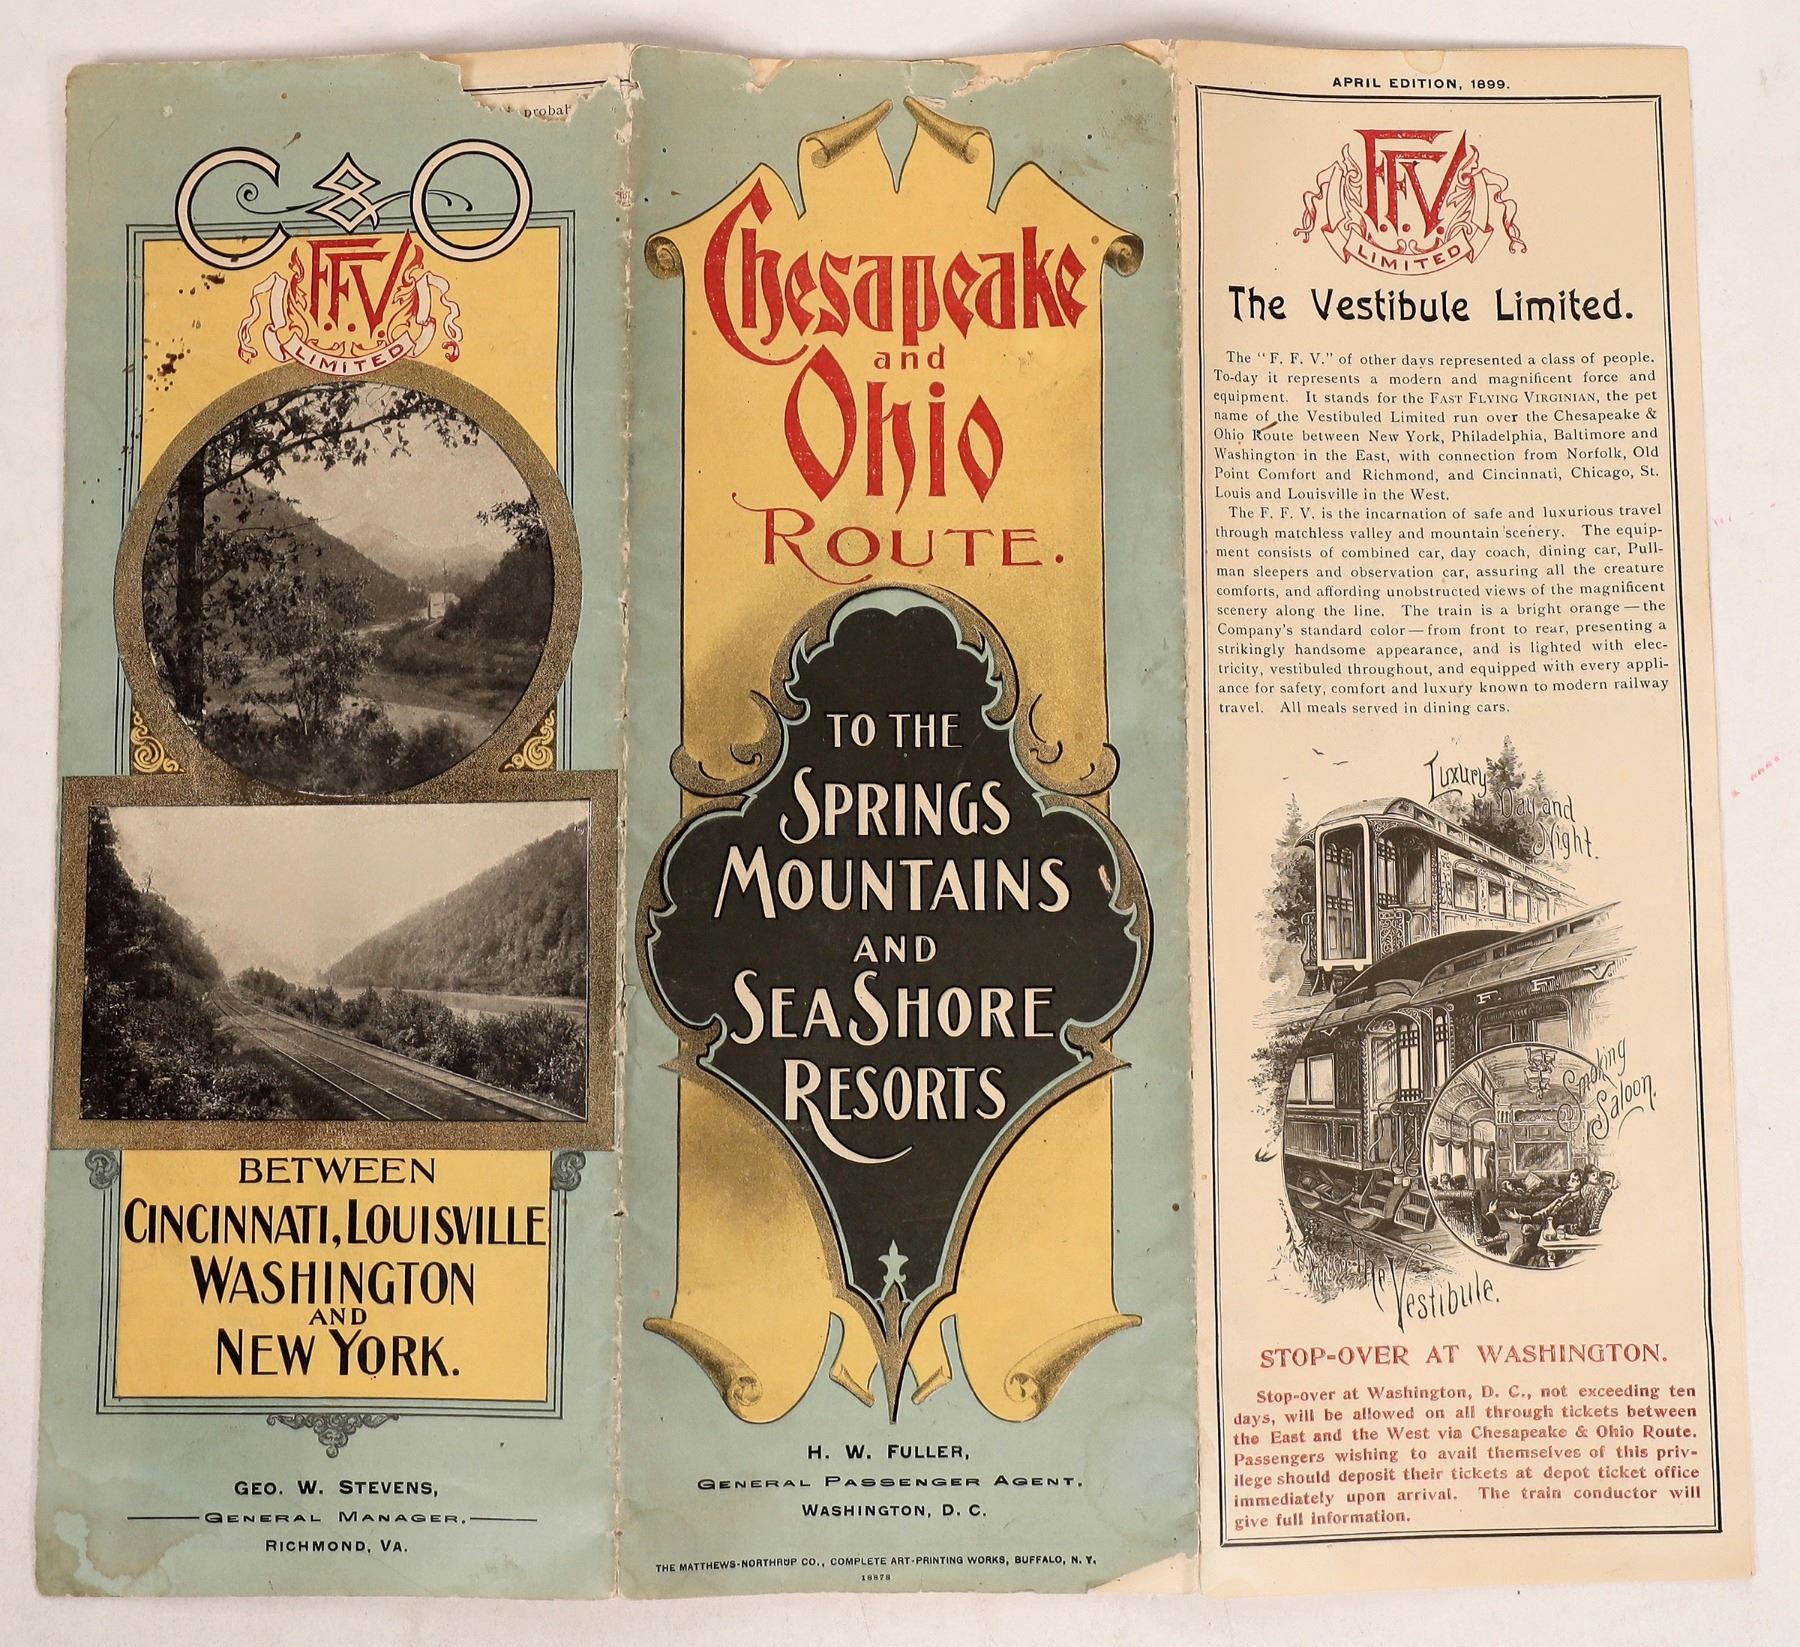 probab
C & O
F.F.V.
LIMITED
BETWEEN
CINCINNATI, LOUISVILLE
WASHINGTON
AND
NEW YORK.
GEO. W. STEVENS,
GENERAL MANAGER,
RICHMOND, VA.
Chesapeake
and
Ohio
ROUTE.
TO THE
SPRINGS
MOUNTAINS
AND
SEASHORE
RESORTS
H. W. FULLER,
GENERAL PASSENGER AGENT,
WASHINGTON, D. C.
THE MATTHEWS-NORTHRUP CO., COMPLETE ART-PRINTING WORKS, BUFFALO, N. Y.
18878
APRIL EDITION, 1899.
F.F.V.
LIMITED
The Vestibule Limited.
The "F. F. V." of other days represented a class of people.
To-day it represents a modern and magnificent force and
equipment. It stands for the FAST FLYING VIRGINIAN, the pet
name of the Vestibuled Limited run over the Chesapeake &
Ohio Route between New York, Philadelphia, Baltimore and
Washington in the East, with connection from Norfolk, Old
Point Comfort and Richmond, and Cincinnati, Chicago, St.
Louis and Louisville in the West.
The F. F. V. is the incarnation of safe and luxurious travel
through matchless valley and mountain scenery. The equip-
ment consists of combined car, day coach, dining car, Pull-
man sleepers and observation car, assuring all the creature
comforts, and affording unobstructed views of the magnificent
scenery along the line. The train is a bright orange — the
Company's standard color — from front to rear, presenting a
strikingly handsome appearance, and is lighted with elec-
tricity, vestibuled throughout, and equipped with every appli-
ance for safety, comfort and luxury known to modern railway
travel. All meals served in dining cars.
Luxury
by Day and
Night.
F. F. V
Smoking
Saloon.
The
Vestibule.
STOP=OVER AT WASHINGTON.
Stop-over at Washington, D. C., not exceeding ten
days, will be allowed on all through tickets between
the East and the West via Chesapeake & Ohio Route.
Passengers wishing to avail themselves of this priv-
ilege should deposit their tickets at depot ticket office
immediately upon arrival. The train conductor will
give full information.